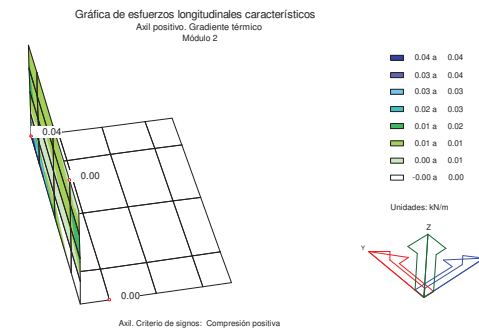 Gráfica de esfuerzos longitudinales característicos
Axil positivo. Gradiente térmico
Módulo 2
0.04 a 0.04
0.03 a 0.04
0.03 a 0.03
0.02 a 0.03
0.01 a 0.02
0.01 a 0.01
0.00 a 0.01
-0.00 a 0.00
Unidades: kN/m
0.04
0.00
0.00
Z
Y
Axil. Criterio de signos: Compresión positiva